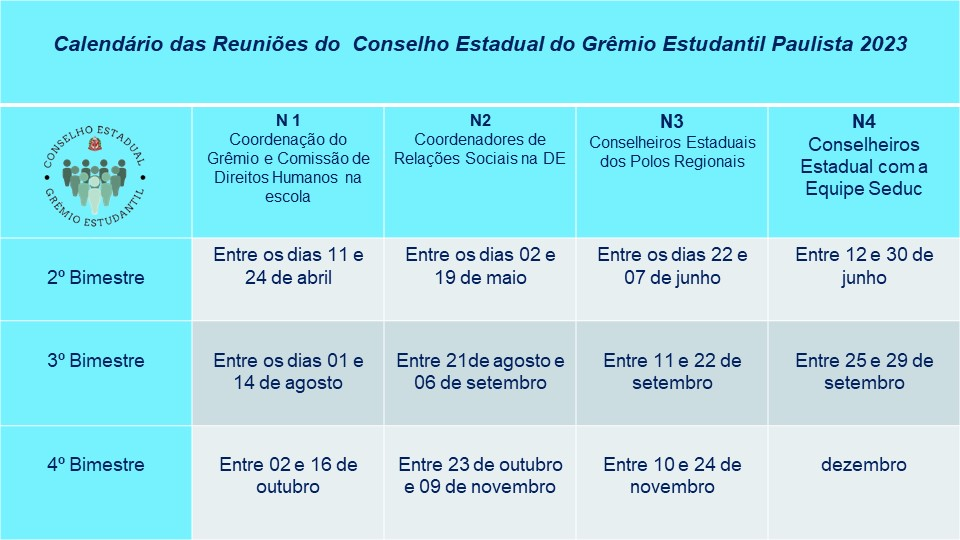 Calendário das Reuniões do  Conselho Estadual do Grêmio Estudantil Paulista 2023
CONSELHO ESTADUAL
GRÊMIO ESTUDANTIL
N 1
Coordenação do
Grêmio e Comissão de
Direitos Humanos na
escola
N2
Coordenadores de
Relações Sociais na DE
N3
Conselheiros Estaduais
dos Polos Regionais
N4
Conselheiros
Estadual com a
Equipe Seduc
2º Bimestre
Entre os dias 11 e
24 de abril
Entre os dias 02 e
19 de maio
Entre os dias 22 e
07 de junho
Entre 12 e 30 de
junho
3º Bimestre
Entre os dias 01 e
14 de agosto
Entre 21de agosto e
06 de setembro
Entre 11 e 22 de
setembro
Entre 25 e 29 de
setembro
4º Bimestre
Entre 02 e 16 de
outubro
Entre 23 de outubro
e 09 de novembro
Entre 10 e 24 de
novembro
dezembro